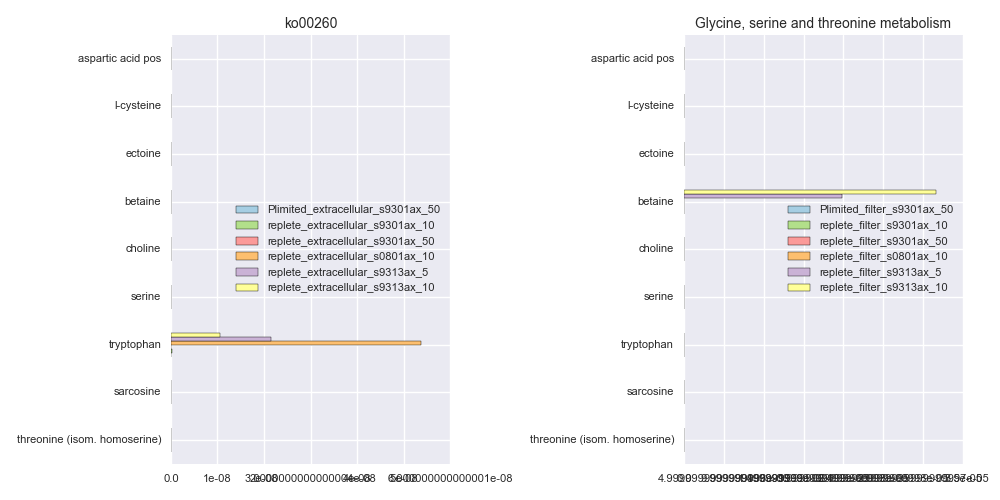 ko00260
aspartic acid pos
l-cysteine
ectoine
betaine
choline
serine
tryptophan
sarcosine
threonine (isom. homoserine)
Plimited_extracellular_s9301ax_50
replete_extracellular_s9301ax_10
replete_extracellular_s9301ax_50
replete_extracellular_s0801ax_10
replete_extracellular_s9313ax_5
replete_extracellular_s9313ax_10
0.0
1e-08
Glycine, serine and threonine metabolism
aspartic acid pos
l-cysteine
ectoine
betaine
choline
serine
tryptophan
sarcosine
threonine (isom. homoserine)
Plimited_filter_s9301ax_50
replete_filter_s9301ax_10
replete_filter_s9301ax_50
replete_filter_s0801ax_10
replete_filter_s9313ax_5
replete_filter_s9313ax_10